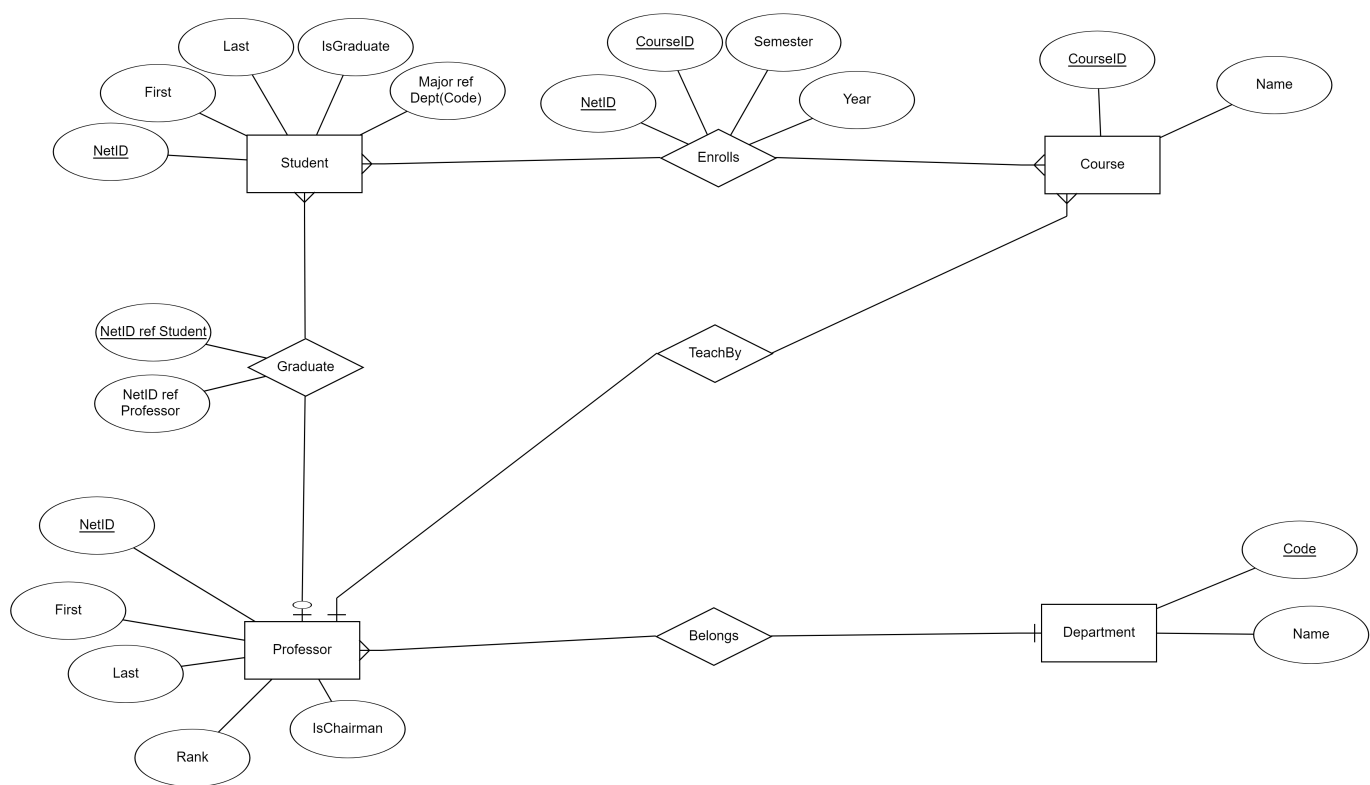 Last
IsGraduate
CourseID
Semester
CourseID
First
Major ref
Dept(Code)
NetID
Year
Name
NetID
Student
Enrolls
Course
NetID ref Student
Graduate
TeachBy
NetID ref
Professor
NetID
Code
First
Professor
Belongs
Department
Name
Last
Rank
IsChairman